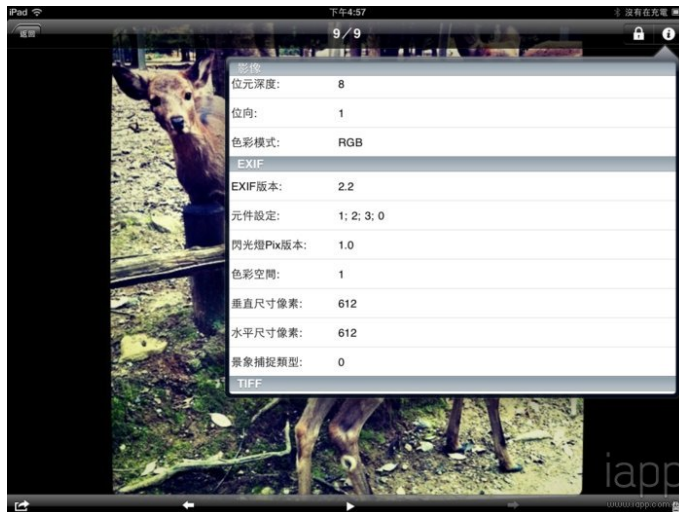 iPad 下午4:57 沒有在充電
返回 9/9
影像
位元深度: 8
位向: 1
色彩模式: RGB
EXIF
EXIF版本: 2.2
元件設定: 1; 2; 3; 0
閃光燈Pix版本: 1.0
色彩空間: 1
垂直尺寸像素: 612
水平尺寸像素: 612
景象捕捉類型: 0
TIFF
iapp